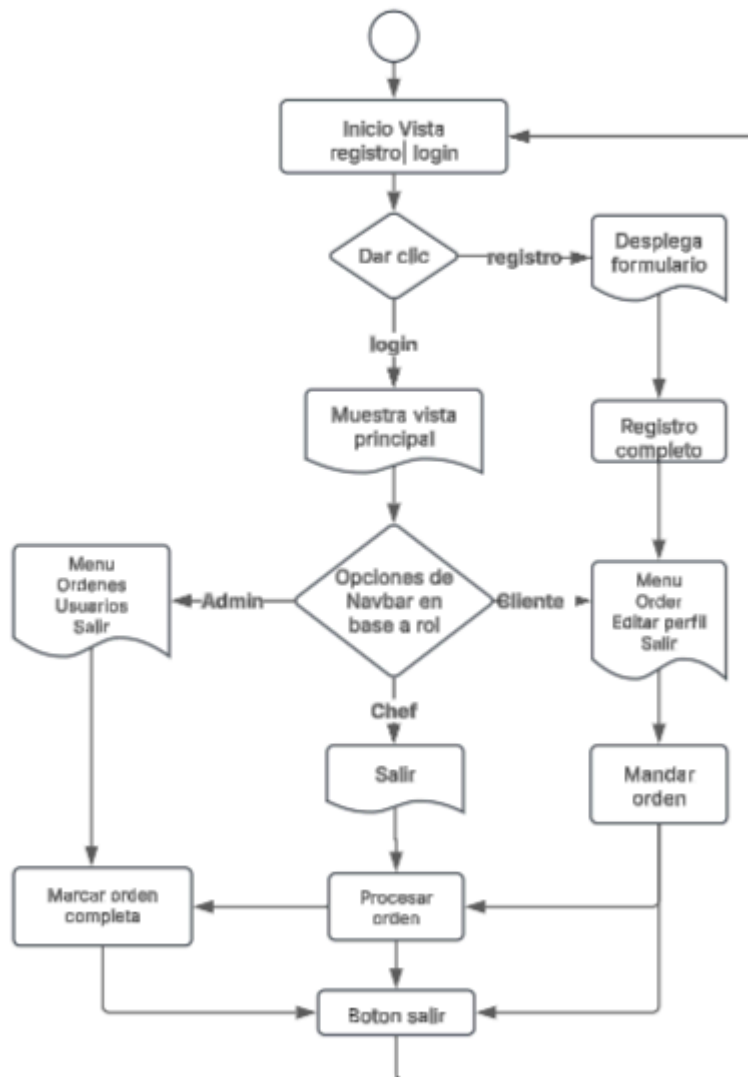 Inicio Vista
registro| login
Dar clic
registro
Desplega
formulario
login
Muestra vista
principal
Registro
completo
Menu
Ordenes
Usuarios
Salir
Admin
Opciones de
Navbar en
base a rol
Cliente
Menu
Order
Editar perfil
Salir
Chef
Salir
Mandar
orden
Marcar orden
completa
Procesar
orden
Boton salir